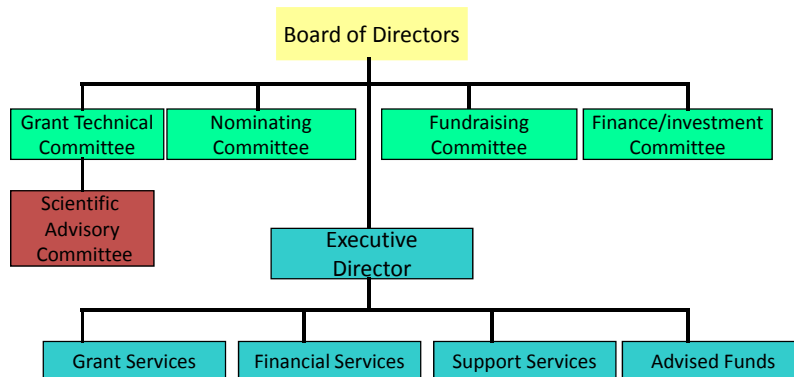 Board of Directors
Grant Technical
Committee
Nominating
Committee
Fundraising
Committee
Finance/investment
Committee
Scientific
Advisory
Committee
Executive
Director
Grant Services
Financial Services
Support Services
Advised Funds